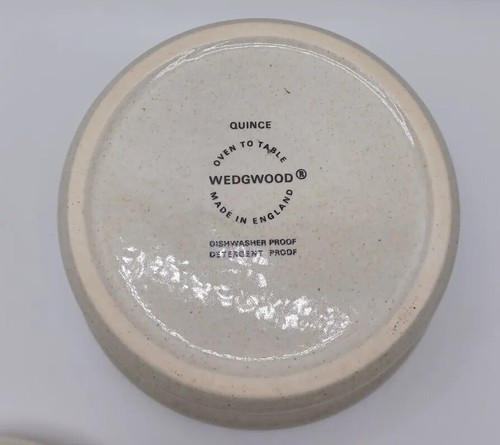 QUINCE
OVEN TO TABLE
WEDGWOOD®
MADE IN ENGLAND
DISHWASHER PROOF
DETERGENT PROOF